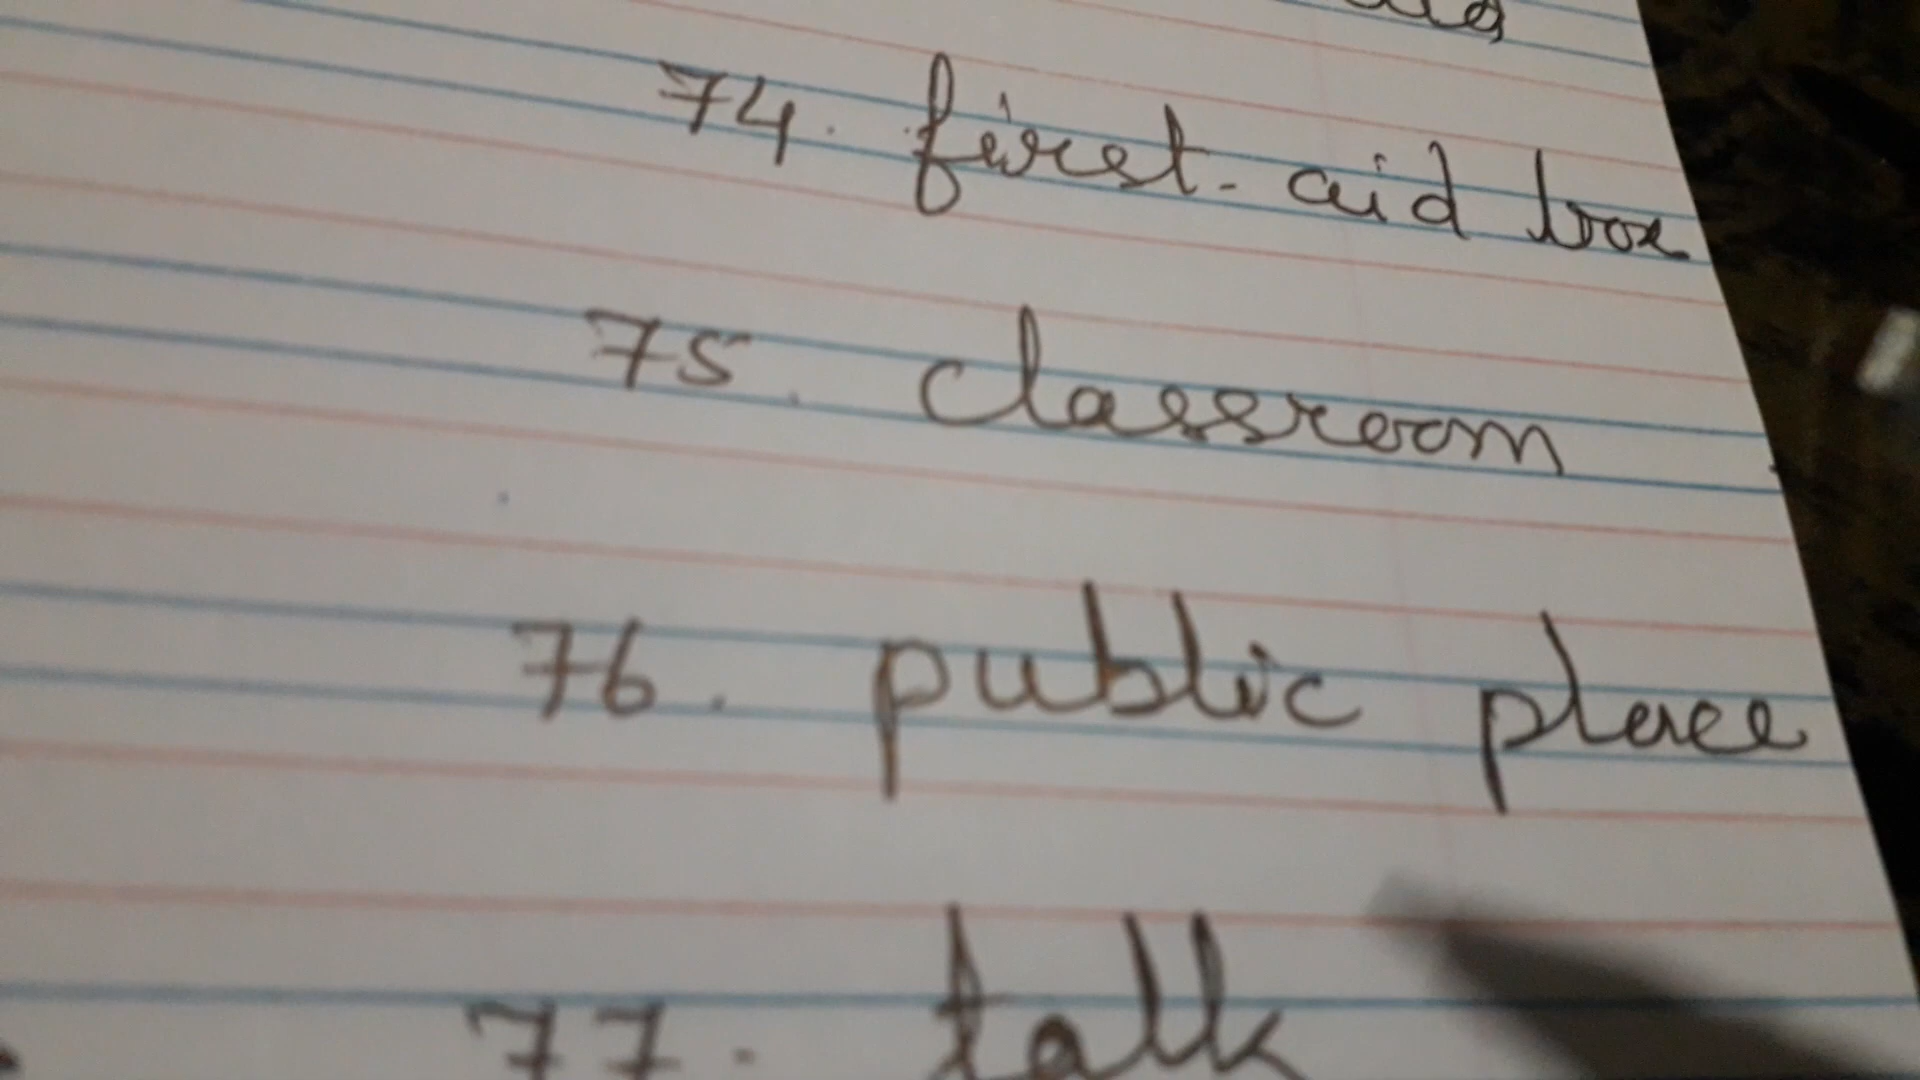 74. first-aid box
75. classroom
76. public place
77. talk